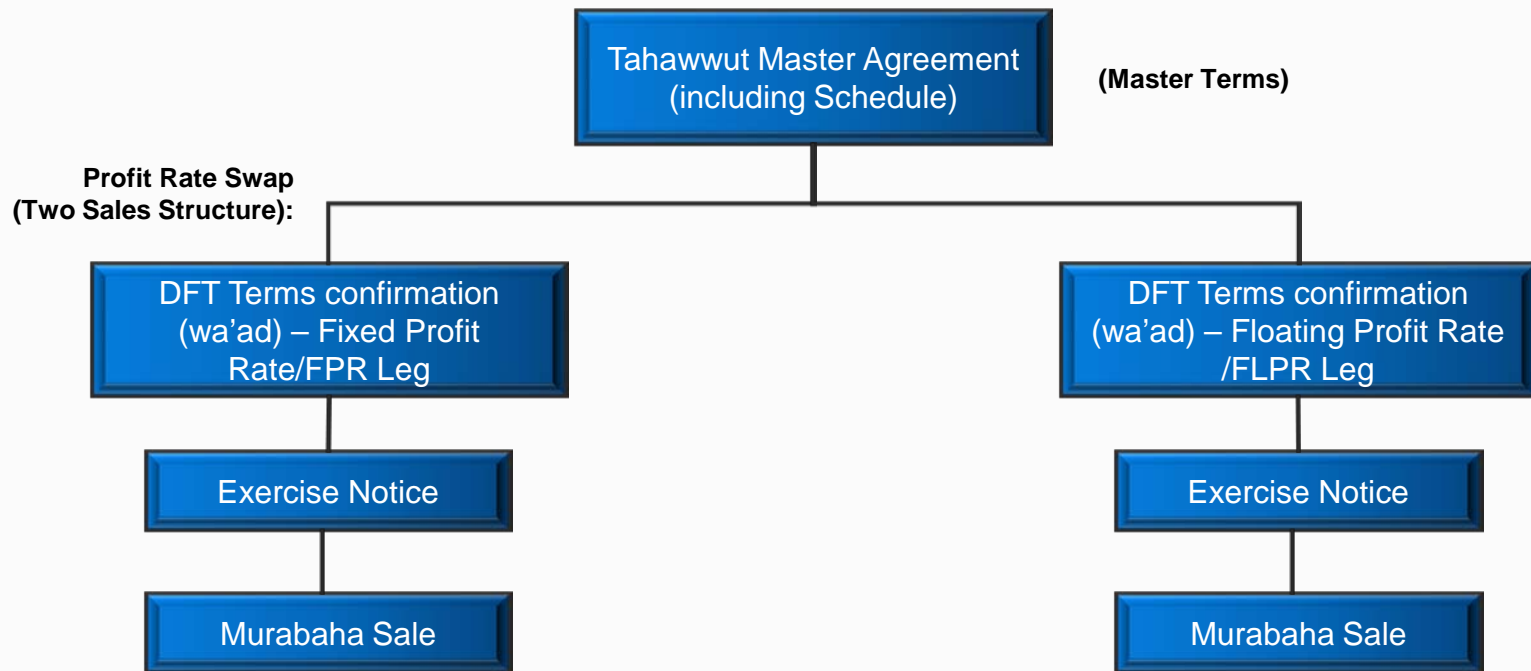 Tahawwut Master Agreement
(including Schedule)
(Master Terms)
Profit Rate Swap
(Two Sales Structure):
DFT Terms confirmation
(wa’ad) – Fixed Profit
Rate/FPR Leg
DFT Terms confirmation
(wa’ad) – Floating Profit Rate
/FLPR Leg
Exercise Notice
Exercise Notice
Murabaha Sale
Murabaha Sale